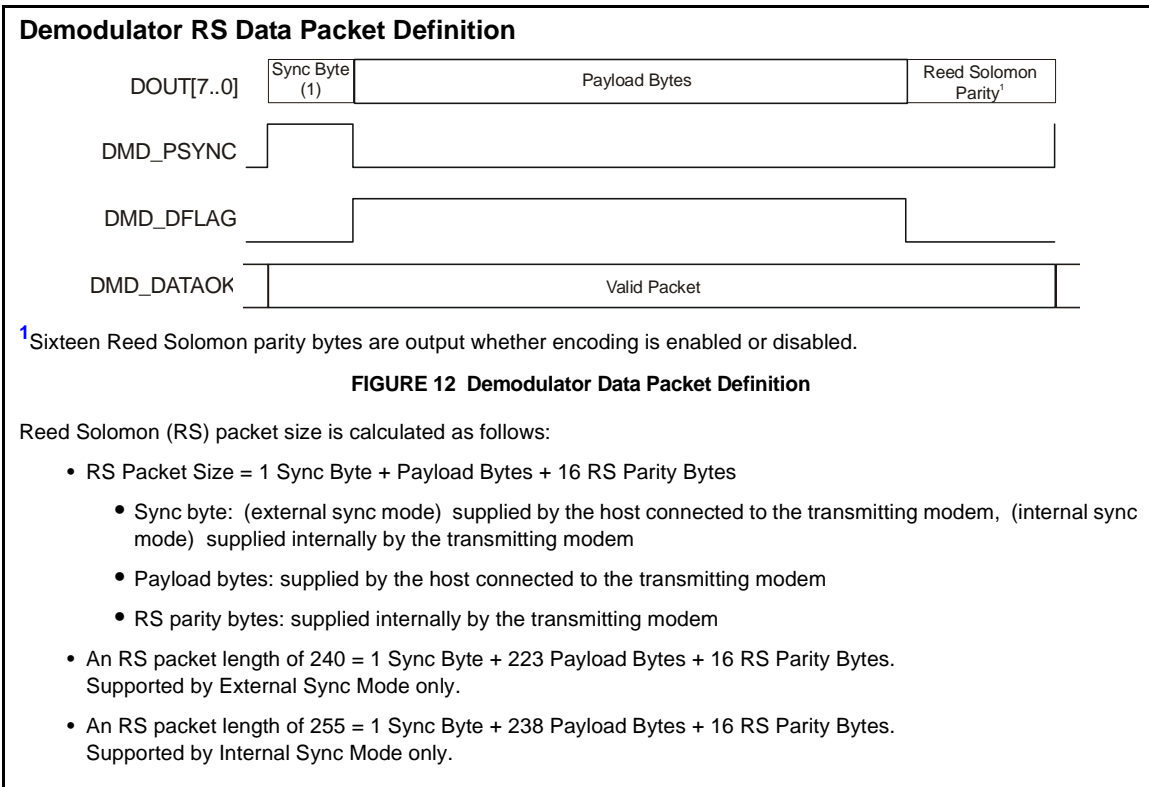 Demodulator RS Data Packet Definition
DOUT[7..0]
Sync Byte
(1)
Payload Bytes
Reed Solomon
Parity1
DMD_PSYNC
DMD_DFLAG
DMD_DATAOK
Valid Packet
1Sixteen Reed Solomon parity bytes are output whether encoding is enabled or disabled.
FIGURE 12 Demodulator Data Packet Definition
Reed Solomon (RS) packet size is calculated as follows:
• RS Packet Size = 1 Sync Byte + Payload Bytes + 16 RS Parity Bytes
• Sync byte: (external sync mode) supplied by the host connected to the transmitting modem, (internal sync
mode) supplied internally by the transmitting modem
• Payload bytes: supplied by the host connected to the transmitting modem
• RS parity bytes: supplied internally by the transmitting modem
• An RS packet length of 240 = 1 Sync Byte + 223 Payload Bytes + 16 RS Parity Bytes.
Supported by External Sync Mode only.
• An RS packet length of 255 = 1 Sync Byte + 238 Payload Bytes + 16 RS Parity Bytes.
Supported by Internal Sync Mode only.